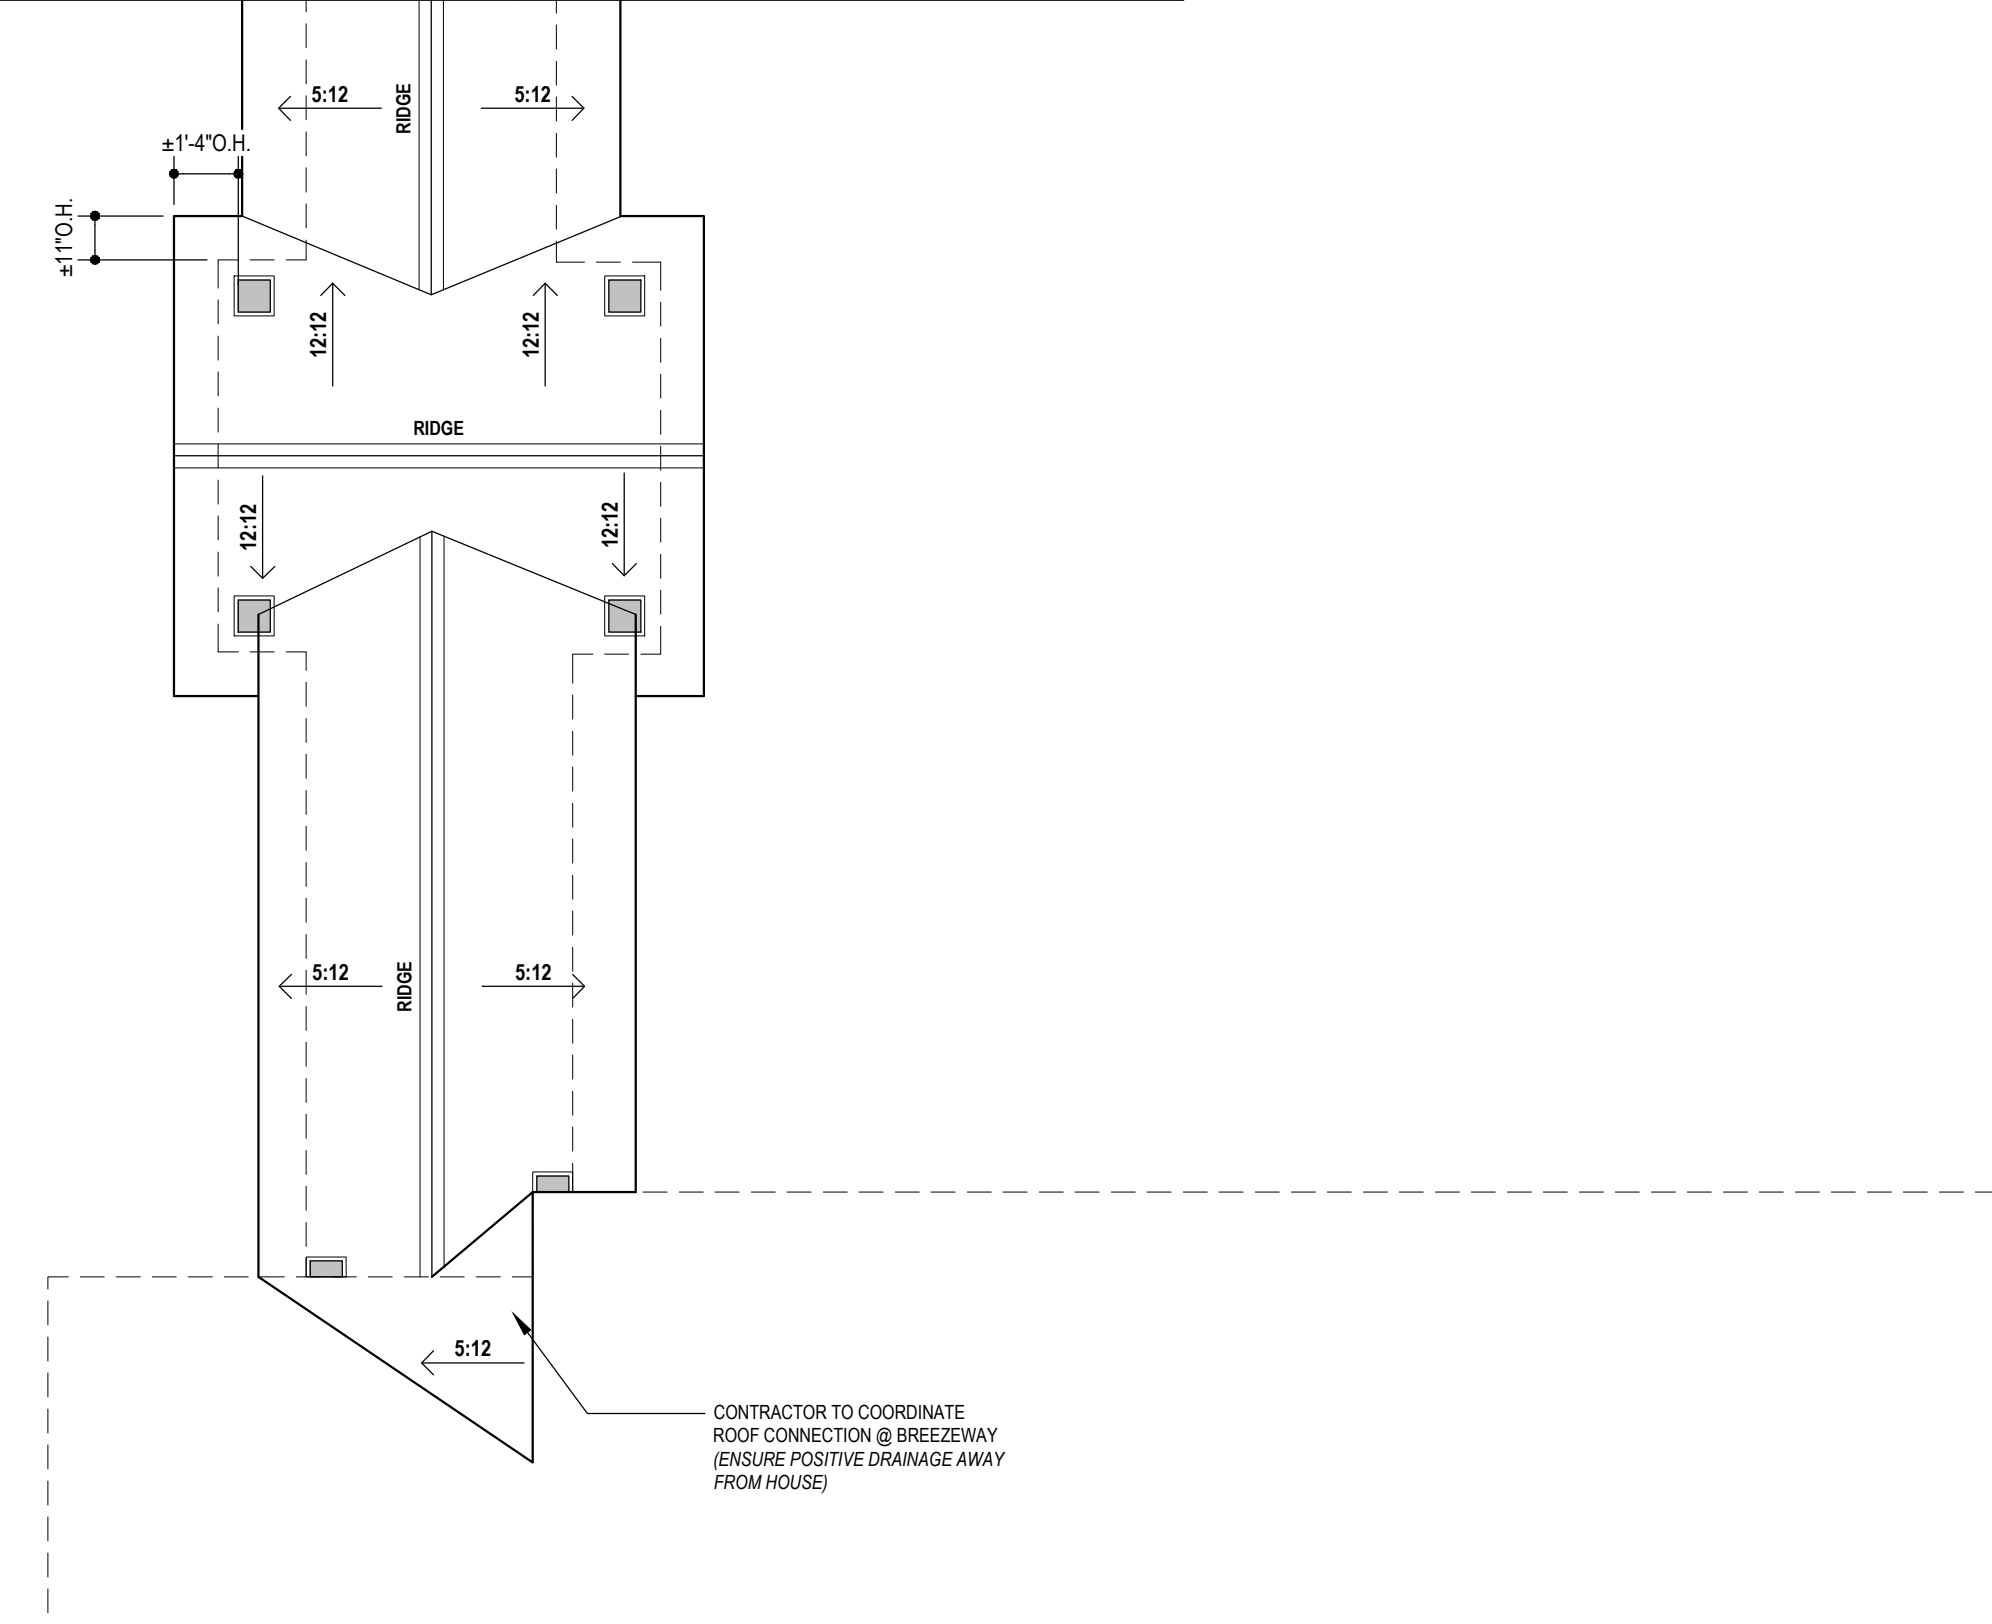 5:12
RIDGE
5:12
±1'-4"O.H.
±11"O.H.
12:12
12:12
RIDGE
12:12
12:12
5:12
RIDGE
5:12
5:12
CONTRACTOR TO COORDINATE
ROOF CONNECTION @ BREEZEWAY
(ENSURE POSITIVE DRAINAGE AWAY
FROM HOUSE)